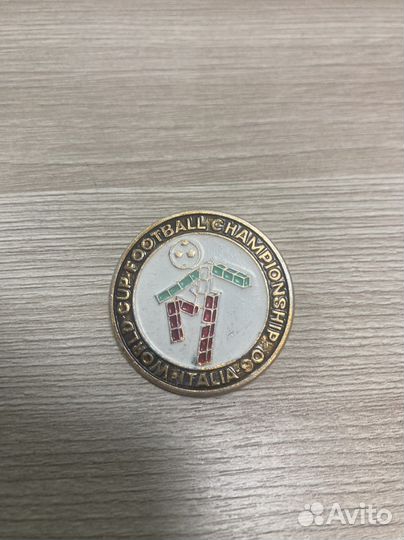 WORLD·CUP·FOOTBALL CHAMPIONSHIP
ITALIA·90
Avito